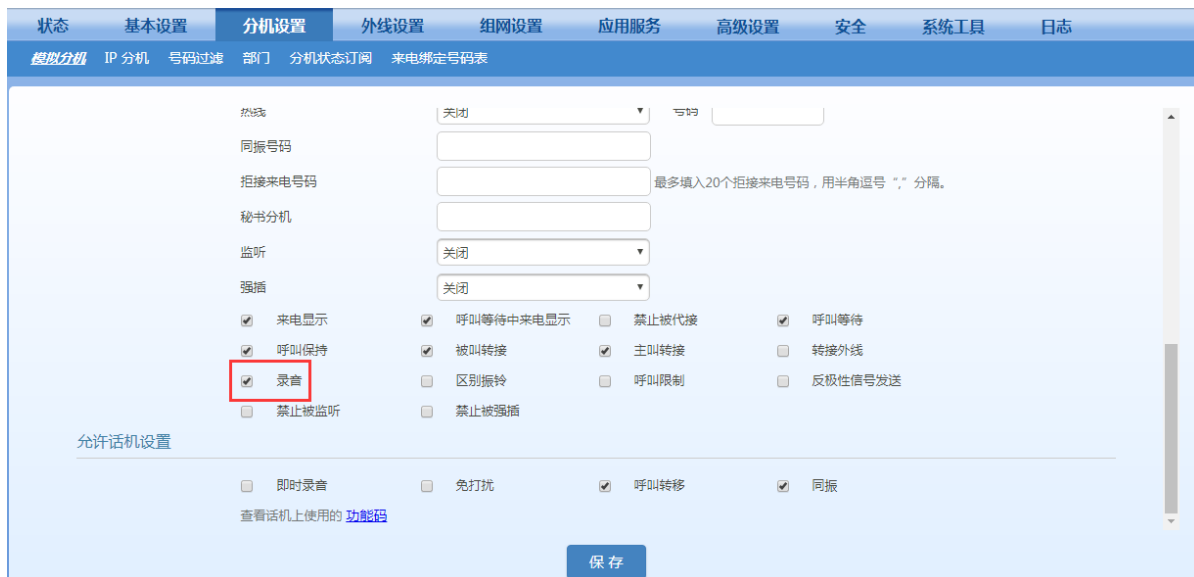 状态 基本设置 分机设置 外线设置 组网设置 应用服务 高级设置 安全 系统工具 日志
模拟分机 IP 分机 号码过滤 部门 分机状态订阅 来电绑定号码表
热线 关闭 号码
同振号码
拒接来电号码 最多填入20个拒接来电号码，用半角逗号“,”分隔。
秘书分机
监听 关闭
强插 关闭
来电显示 呼叫等待中来电显示 禁止被代接 呼叫等待
呼叫保持 被叫转接 主叫转接 转接外线
录音 区别振铃 呼叫限制 反极性信号发送
禁止被监听 禁止被强插
允许话机设置
即时录音 免打扰 呼叫转移 同振
查看话机上使用的 功能码
保存